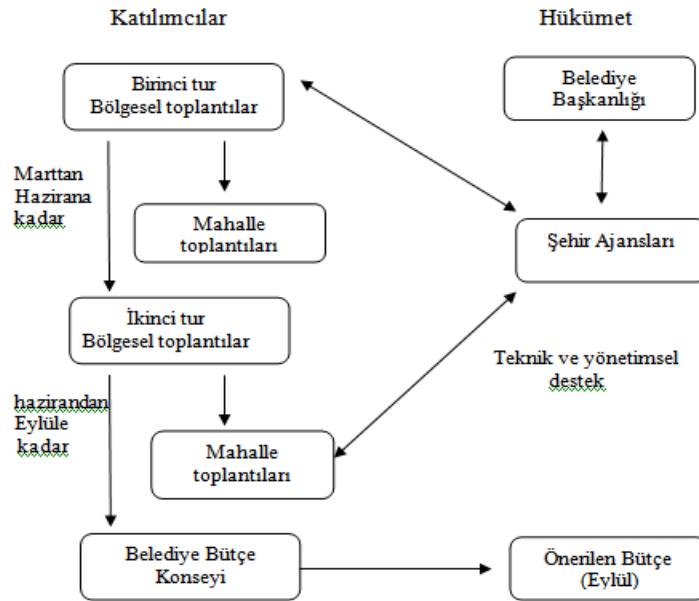 Katılımcılar
Hükümet
Birinci tur
Bölgesel toplantılar
Belediye
Başkanlığı
Marttan
Hazirana
kadar
Mahalle
toplantıları
Şehir Ajansları
İkinci tur
Bölgesel toplantılar
Teknik ve yönetimsel
destek
hazirandan
Eylüle
kadar
Mahalle
toplantıları
Belediye Bütçe
Konseyi
Önerilen Bütçe
(Eylül)